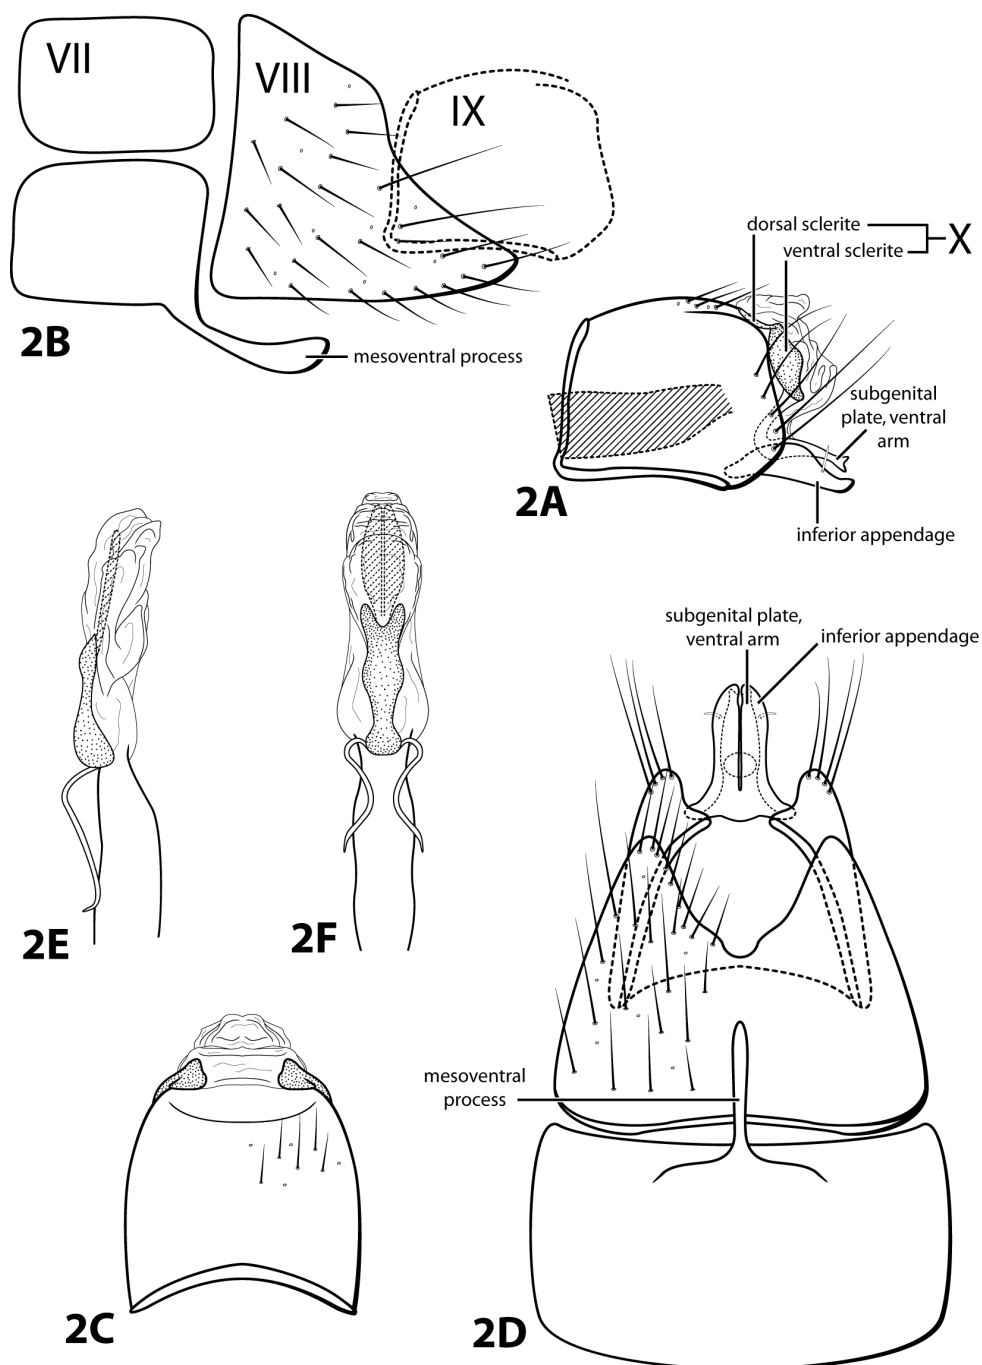 VII
VIII
IX
2B
mesoventral process
dorsal sclerite
ventral sclerite
X
subgenital
plate, ventral
arm
2A
inferior appendage
subgenital plate,
ventral arm
inferior appendage
2E
2F
mesoventral
process
2C
2D